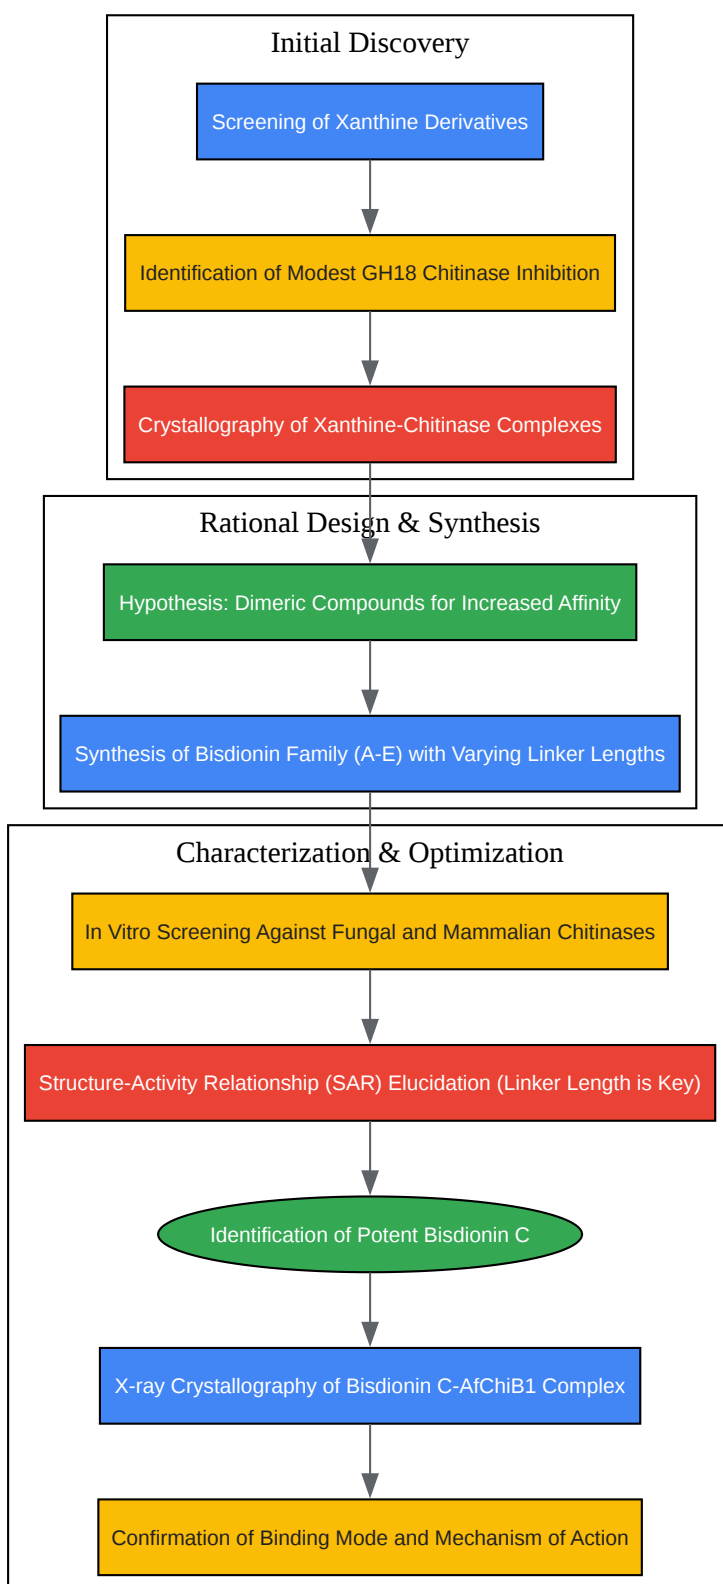 Initial Discovery
Screening of Xanthine Derivatives
Identification of Modest GH18 Chitinase Inhibition
Crystallography of Xanthine-Chitinase Complexes
Rational Design & Synthesis
Hypothesis: Dimeric Compounds for Increased Affinity
Synthesis of Bisdionin Family (A-E) with Varying Linker Lengths
Characterization & Optimization
In Vitro Screening Against Fungal and Mammalian Chitinases
Structure-Activity Relationship (SAR) Elucidation (Linker Length is Key)
Identification of Potent Bisdionin C
X-ray Crystallography of Bisdionin C-AfChiB1 Complex
Confirmation of Binding Mode and Mechanism of Action